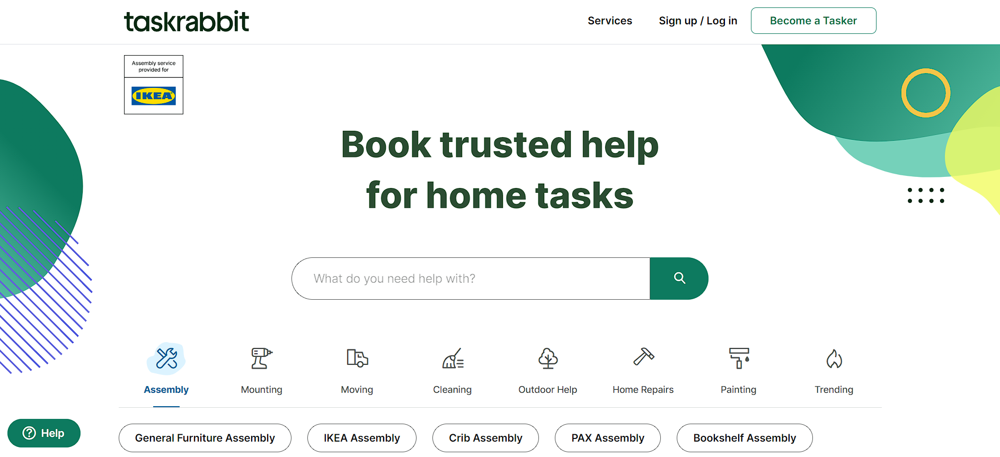 taskrabbit
Services
Sign up / Log in
Become a Tasker
Assembly service
provided for
IKEA
Book trusted help
for home tasks
What do you need help with?
Assembly
Mounting
Moving
Cleaning
Outdoor Help
Home Repairs
Painting
Trending
Help
General Furniture Assembly
IKEA Assembly
Crib Assembly
PAX Assembly
Bookshelf Assembly